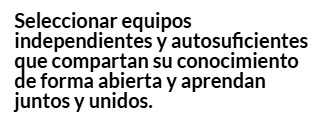 Seleccionar equipos
independientes y autosuficientes
que compartan su conocimiento
de forma abierta y aprendan
juntos y unidos.